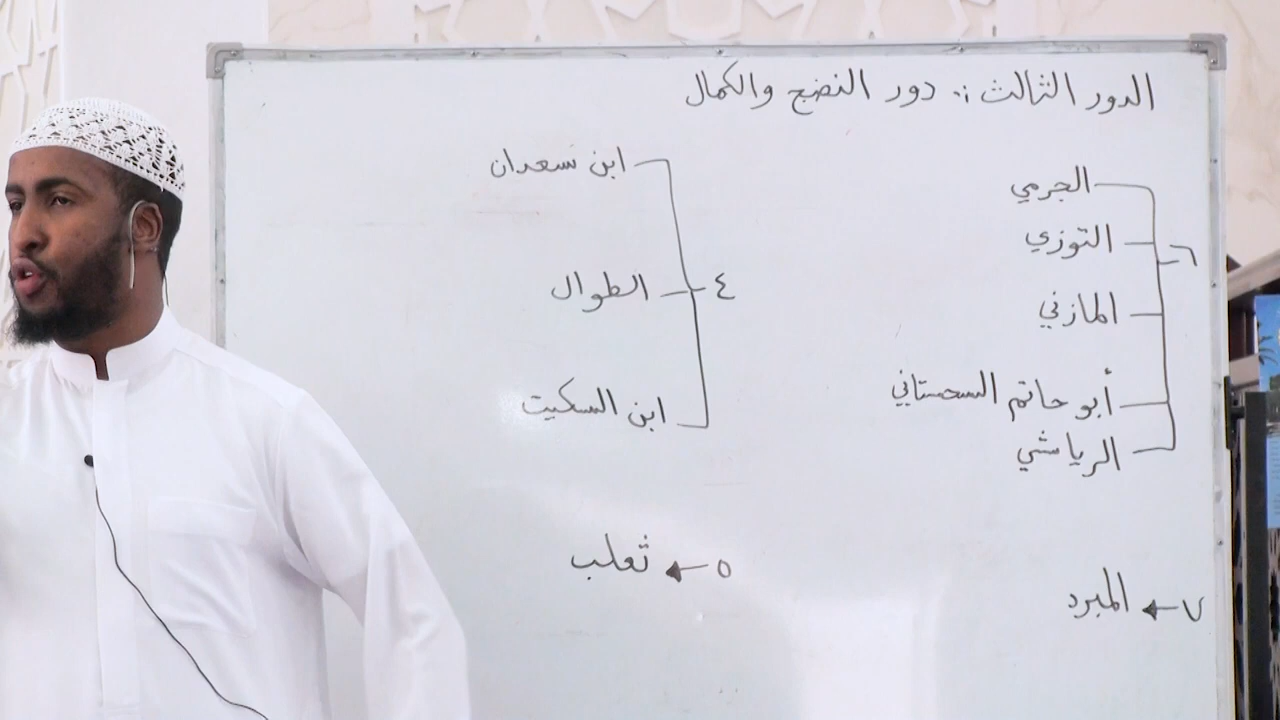 الدور الثالث :. دور النضج والكمال
٦
الجرمي
التوزي
المازني
أبو حاتم السجستاني
الرياشي
٧ ← المبرد
٤
ابن سعدان
الطوال
ابن السكيت
٥ ← ثعلب